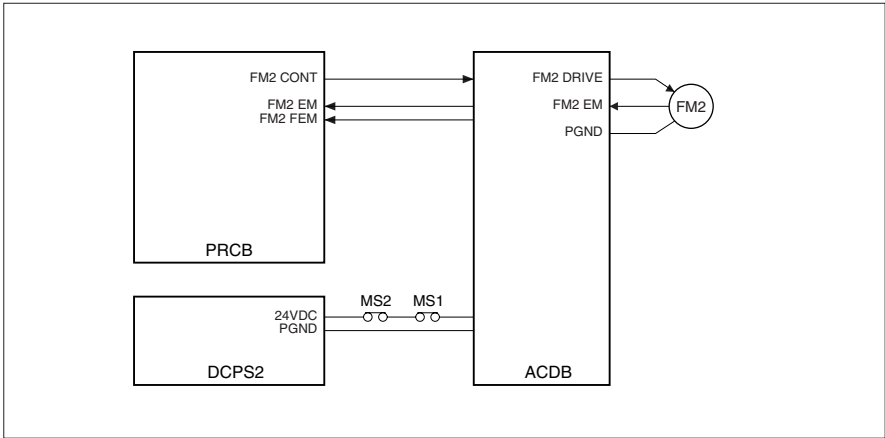 FM2 CONT
FM2 EM
FM2 FEM
PRCB
FM2 DRIVE
FM2 EM
PGND
FM2
24VDC
PGND
MS2 MS1
DCPS2
ACDB